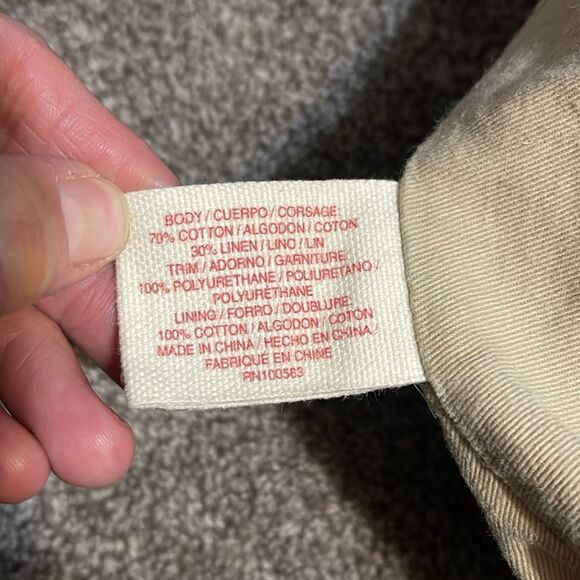 BODY / CUERPO / CORSAGE:
70% COTTON / ALGODON / COTON
30% LINEN / LINO / LIN
TRIM / ADORNO / GARNITURE
100% POLYURETHANE / POLIURETANO /
POLYURÉTHANE
LINING / FORRO / DOUBLURE:
100% COTTON / ALGODON / COTON
MADE IN CHINA / HECHO EN CHINA /
FABRIQUE EN CHINE
RN100563